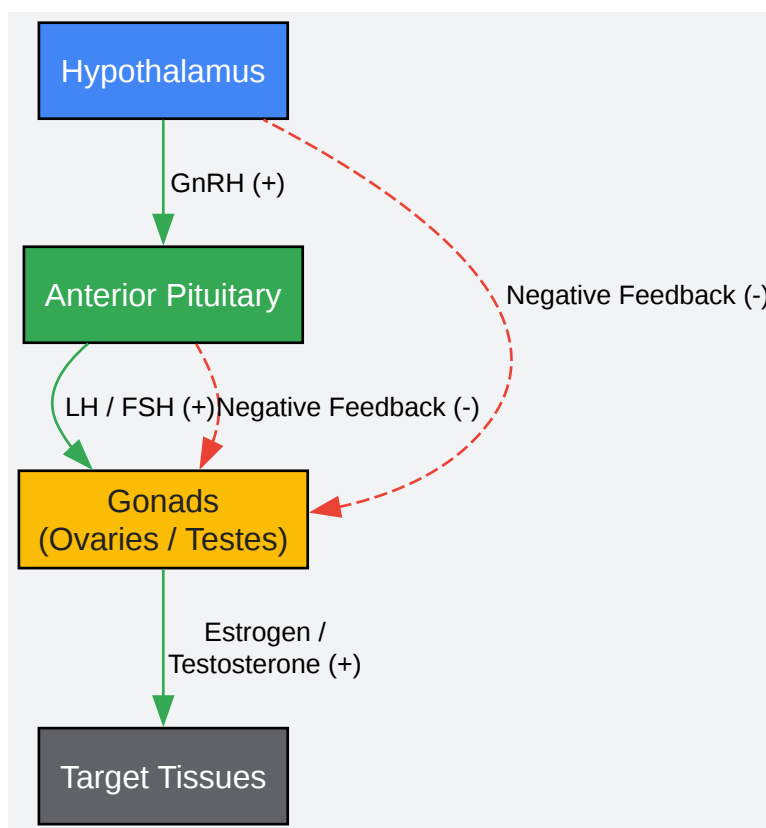 Hypothalamus
GnRH (+)
Anterior Pituitary
Negative Feedback (-)
LH / FSH (+)
Negative Feedback (-)
Gonads
(Ovaries / Testes)
Estrogen /
Testosterone (+)
Target Tissues